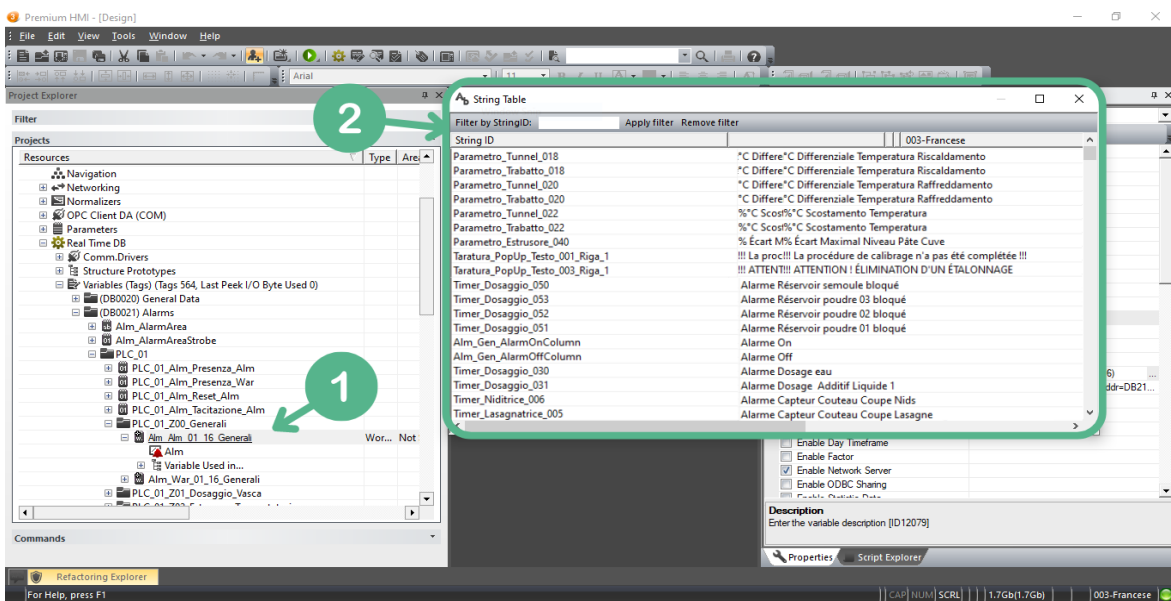 Premium HMI - [Design]
File Edit View Tools Window Help
Arial 11
Project Explorer
Filter
Projects
Resources Type Area
Navigation
Networking
Normalizers
OPC Client DA (COM)
Parameters
Real Time DB
Comm.Drivers
Structure Prototypes
Variables (Tags) (Tags 564, Last Peek I/O Byte Used 0)
(DB0020) General Data
(DB0021) Alarms
Alm_AlarmArea
Alm_AlarmAreaStrobe
PLC_01
PLC_01_Alm_Presenza_Alm
PLC_01_Alm_Presenza_War
PLC_01_Alm_Reset_Alm
PLC_01_Alm_Tacitazione_Alm
PLC_01_Z00_Generali
Alm_Alm_01_16_Generali Wor... Not
Alm
Variable Used in...
Alm_War_01_16_Generali
PLC_01_Z01_Dosaggio_Vasca
Commands
Refactoring Explorer
1
2
String Table
Filter by StringID: Apply filter Remove filter
String ID 003-Francese
Parametro_Tunnel_018 °C Differe°C Differenziale Temperatura Riscaldamento
Parametro_Trabatto_018 °C Differe°C Differenziale Temperatura Riscaldamento
Parametro_Tunnel_020 °C Differe°C Differenziale Temperatura Raffreddamento
Parametro_Trabatto_020 °C Differe°C Differenziale Temperatura Raffreddamento
Parametro_Tunnel_022 %°C Scost%°C Scostamento Temperatura
Parametro_Trabatto_022 %°C Scost%°C Scostamento Temperatura
Parametro_Estrusore_040 % Écart M% Écart Maximal Niveau Pâte Cuve
Taratura_PopUp_Testo_001_Riga_1 !!! La proc!!! La procédure de calibrage n'a pas été complétée !!!
Taratura_PopUp_Testo_003_Riga_1 !!! ATTENT!!! ATTENTION ! ÉLIMINATION D'UN ÉTALONNAGE
Timer_Dosaggio_050 Alarme Réservoir semoule bloqué
Timer_Dosaggio_053 Alarme Réservoir poudre 03 bloqué
Timer_Dosaggio_052 Alarme Réservoir poudre 02 bloqué
Timer_Dosaggio_051 Alarme Réservoir poudre 01 bloqué
Alm_Gen_AlarmOnColumn Alarme On
Alm_Gen_AlarmOffColumn Alarme Off
Timer_Dosaggio_030 Alarme Dosage eau
Timer_Dosaggio_031 Alarme Dosage Additif Liquide 1
Timer_Niditrice_006 Alarme Capteur Couteau Coupe Nids
Timer_Lasagnatrice_005 Alarme Capteur Couteau Coupe Lasagne
6) ...
ddr=DB21...
Enable Day Timeframe
Enable Factor
Enable Network Server
Enable ODBC Sharing
Description
Enter the variable description [ID12079]
Properties Script Explorer
For Help, press F1 CAP NUM SCRL 1.7Gb(1.7Gb) 003-Francese